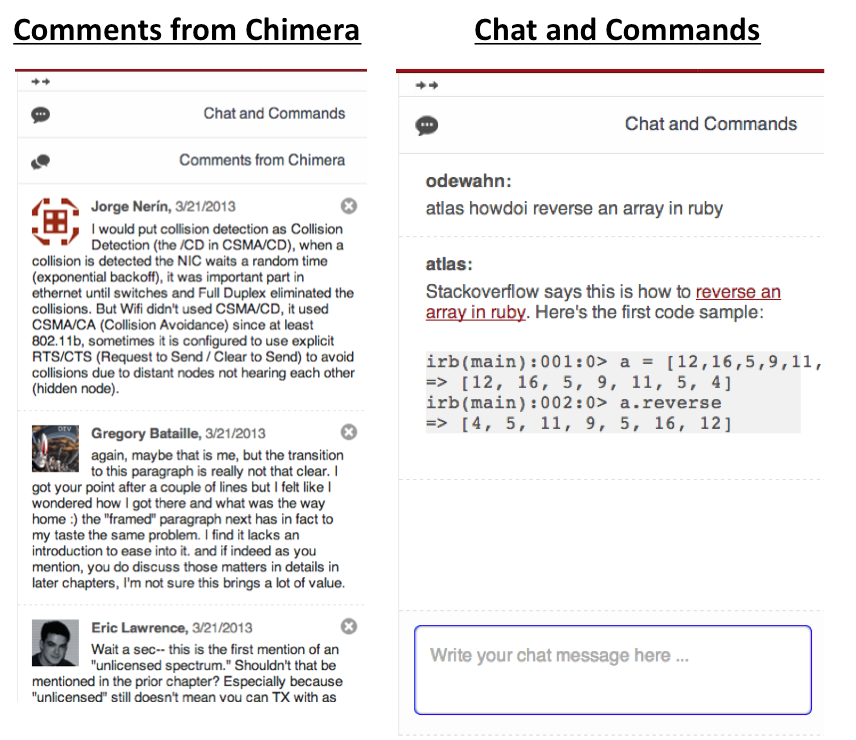 Comments from Chimera
Chat and Commands
Comments from Chimera
Jorge Nerín, 3/21/2013
I would put collision detection as Collision
Detection (the /CD in CSMA/CD), when a
collision is detected the NIC waits a random time
(exponential backoff), it was important part in
ethernet until switches and Full Duplex eliminated the
collisions. But Wifi didn't used CSMA/CD, it used
CSMA/CA (Collision Avoidance) since at least
802.11b, sometimes it is configured to use explicit
RTS/CTS (Request to Send / Clear to Send) to avoid
collisions due to distant nodes not hearing each other
(hidden node).
Gregory Bataille, 3/21/2013
again, maybe that is me, but the transition
to this paragraph is really not that clear. I
got your point after a couple of lines but I felt like I
wondered how I got there and what was the way
home :) the "framed" paragraph next has in fact to
my taste the same problem. I find it lacks an
introduction to ease into it. and if indeed as you
mention, you do discuss those matters in details in
later chapters, I'm not sure this brings a lot of value.
Eric Lawrence, 3/21/2013
Wait a sec-- this is the first mention of an
"unlicensed spectrum." Shouldn't that be
mentioned in the prior chapter? Especially because
"unlicensed" still doesn't mean you can TX with as
Chat and Commands
Chat and Commands
odewahn:
atlas howdoi reverse an array in ruby
atlas:
Stackoverflow says this is how to reverse an
array in ruby. Here's the first code sample:
irb(main):001:0> a = [12,16,5,9,11,
=> [12, 16, 5, 9, 11, 5, 4]
irb(main):002:0> a.reverse
=> [4, 5, 11, 9, 5, 16, 12]
Write your chat message here ...